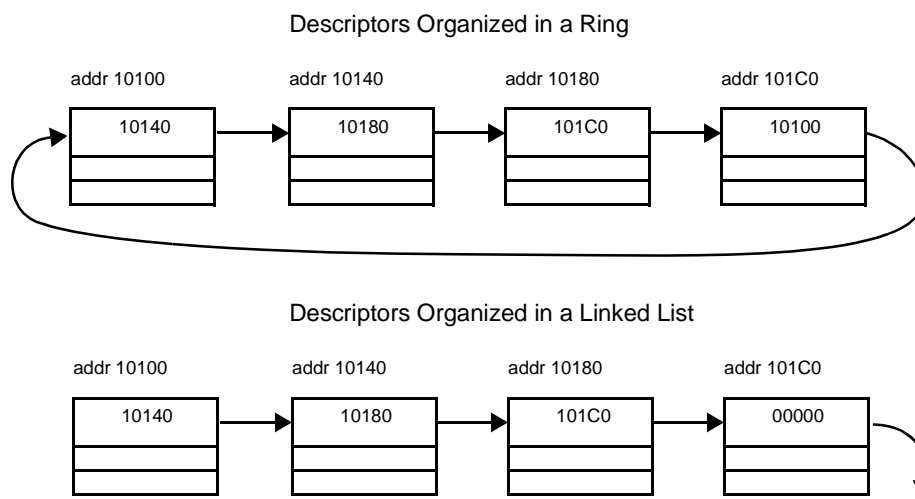 Descriptors Organized in a Ring
addr 10100 addr 10140 addr 10180 addr 101C0
10140 10180 101C0 10100
Descriptors Organized in a Linked List
addr 10100 addr 10140 addr 10180 addr 101C0
10140 10180 101C0 00000